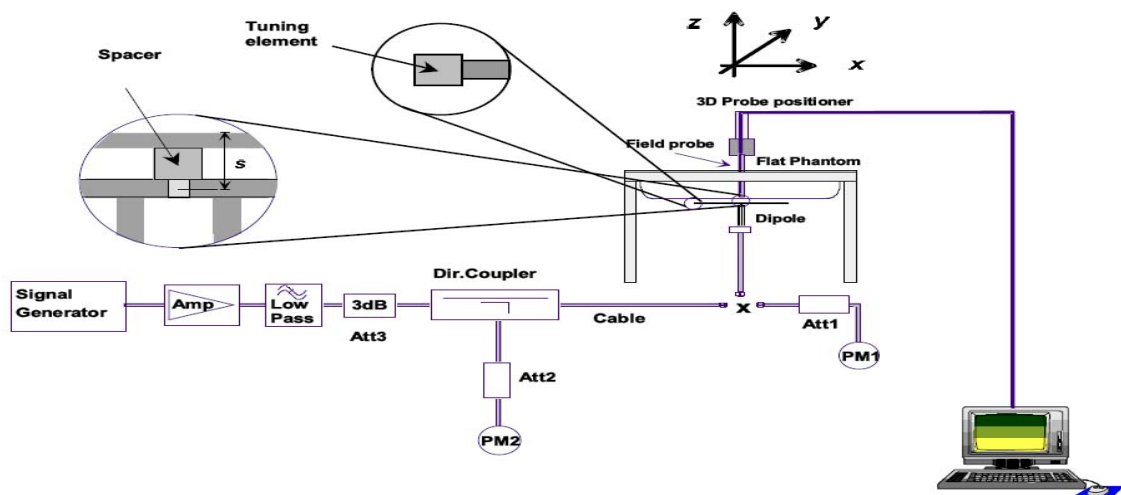 Tuning
element
Spacer
s
z
y
x
3D Probe positioner
Field probe
Flat Phantom
Dipole
Signal
Generator
Amp
Low
Pass
3dB
Att3
Dir.Coupler
Cable
x
Att1
PM1
Att2
PM2